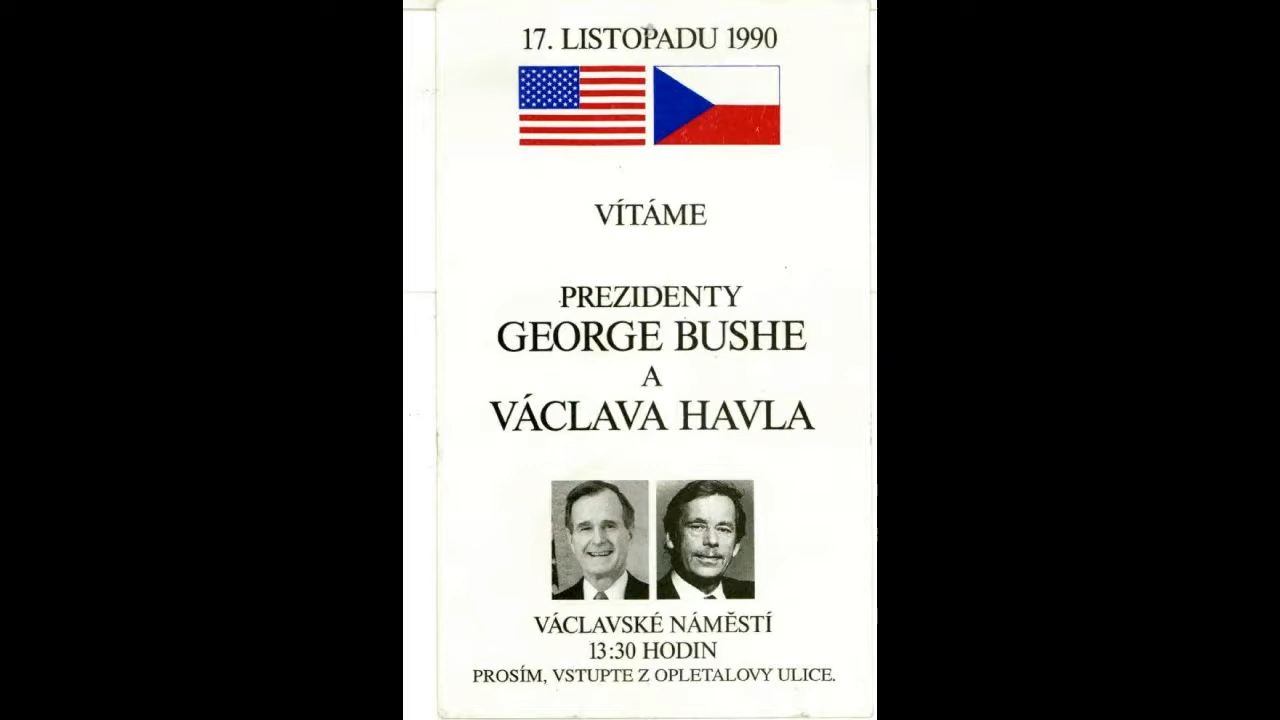 17. LISTOPADU 1990
VÍTÁME
PREZIDENTY
GEORGE BUSHE
A
VÁCLAVA HAVLA
VÁCLAVSKÉ NÁMĚSTÍ
13:30 HODIN
PROSÍM, VSTUPTE Z OPLETALOVY ULICE.